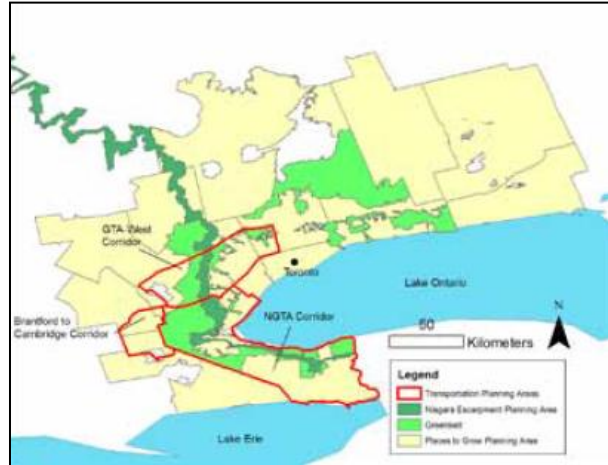 GTA-West
Corridor
Toronto
Lake Ontario
Brantford to
Cambridge Corridor
NGTA Corridor
N
50
Kilometers
Legend
Transportation Planning Areas
Niagara Escarpment Planning Area
Greenbelt
Places to Grow Planning Area
Lake Erie